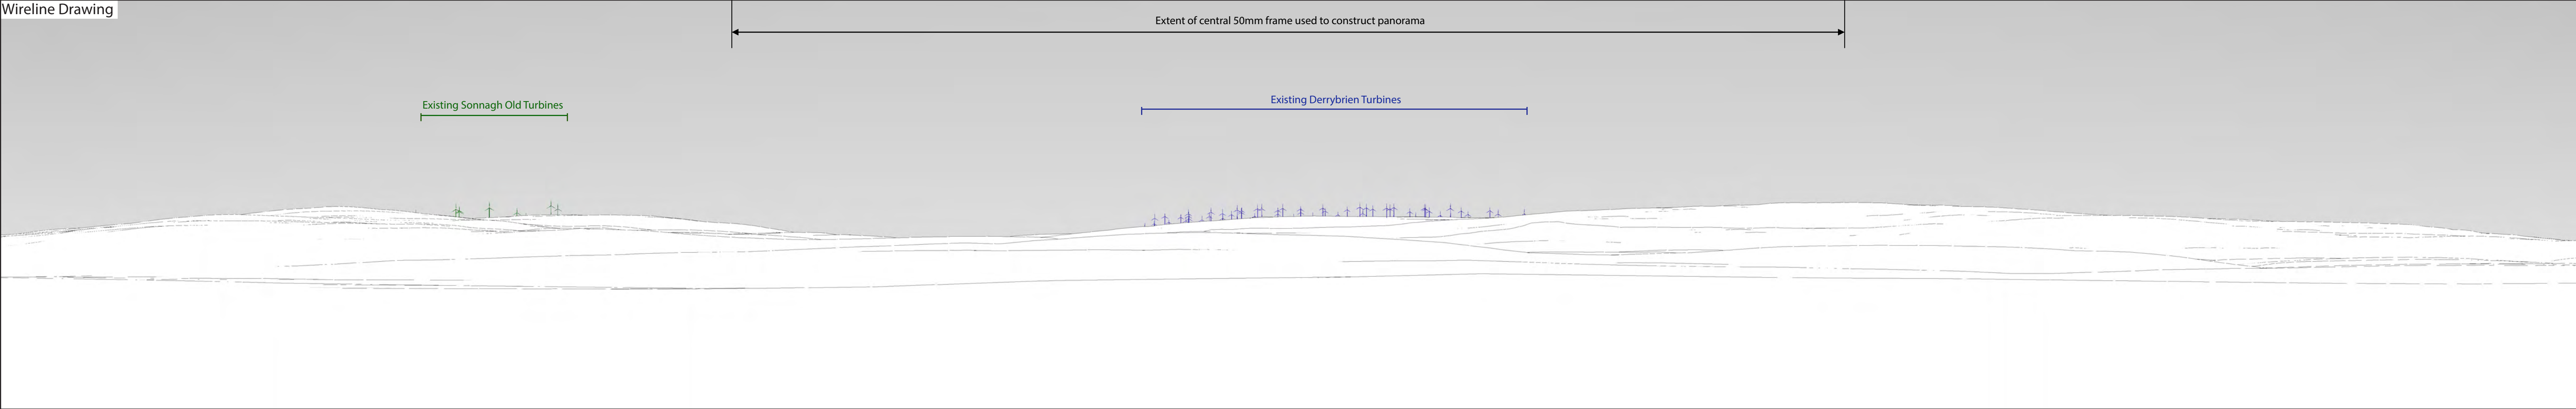 Wireline Drawing
Extent of central 50mm frame used to construct panorama
Existing Sonnagh Old Turbines
Existing Derrybrien Turbines